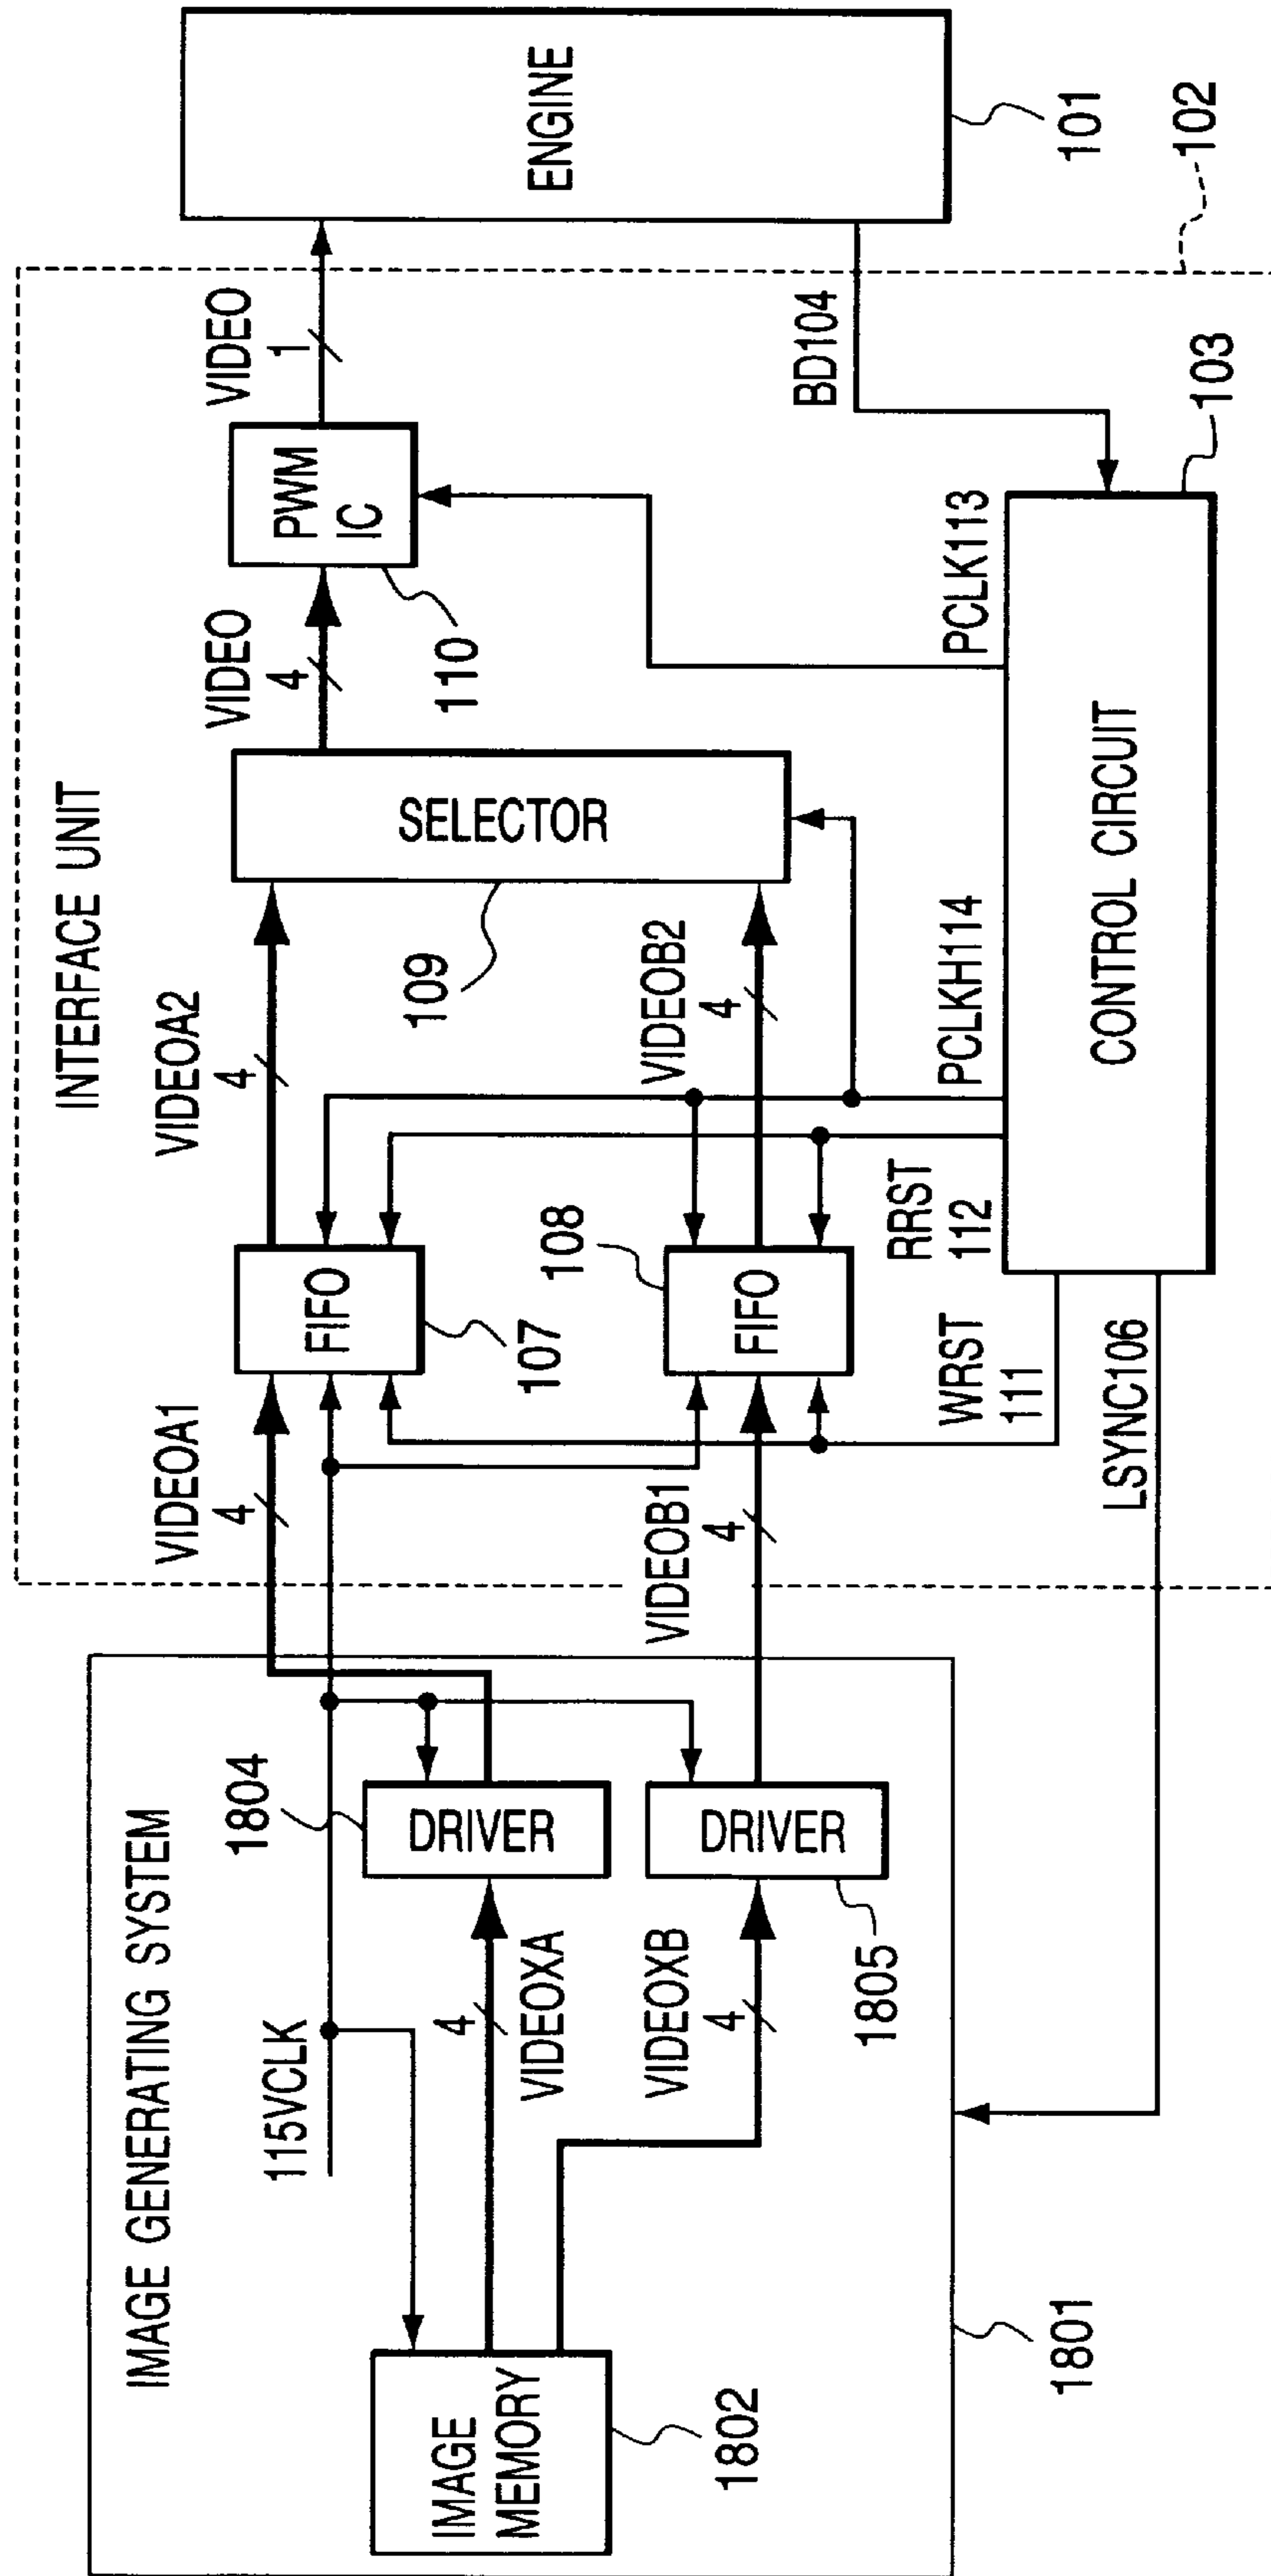 IMAGE GENERATING SYSTEM
115VCLK
IMAGE
MEMORY
1802
4
VIDEOXA
VIDEOXB
4
1804
DRIVER
DRIVER
1805
1801
INTERFACE UNIT
VIDEOA1
4
VIDEOB1
4
FIFO
107
108
FIFO
WRST
111
LSYNC106
RRST
112
VIDEOA2
4
VIDEOB2
4
PCLKH114
109
SELECTOR
CONTROL CIRCUIT
103
PCLK113
VIDEO
4
110
PWM
IC
VIDEO
1
BD104
ENGINE
101
102